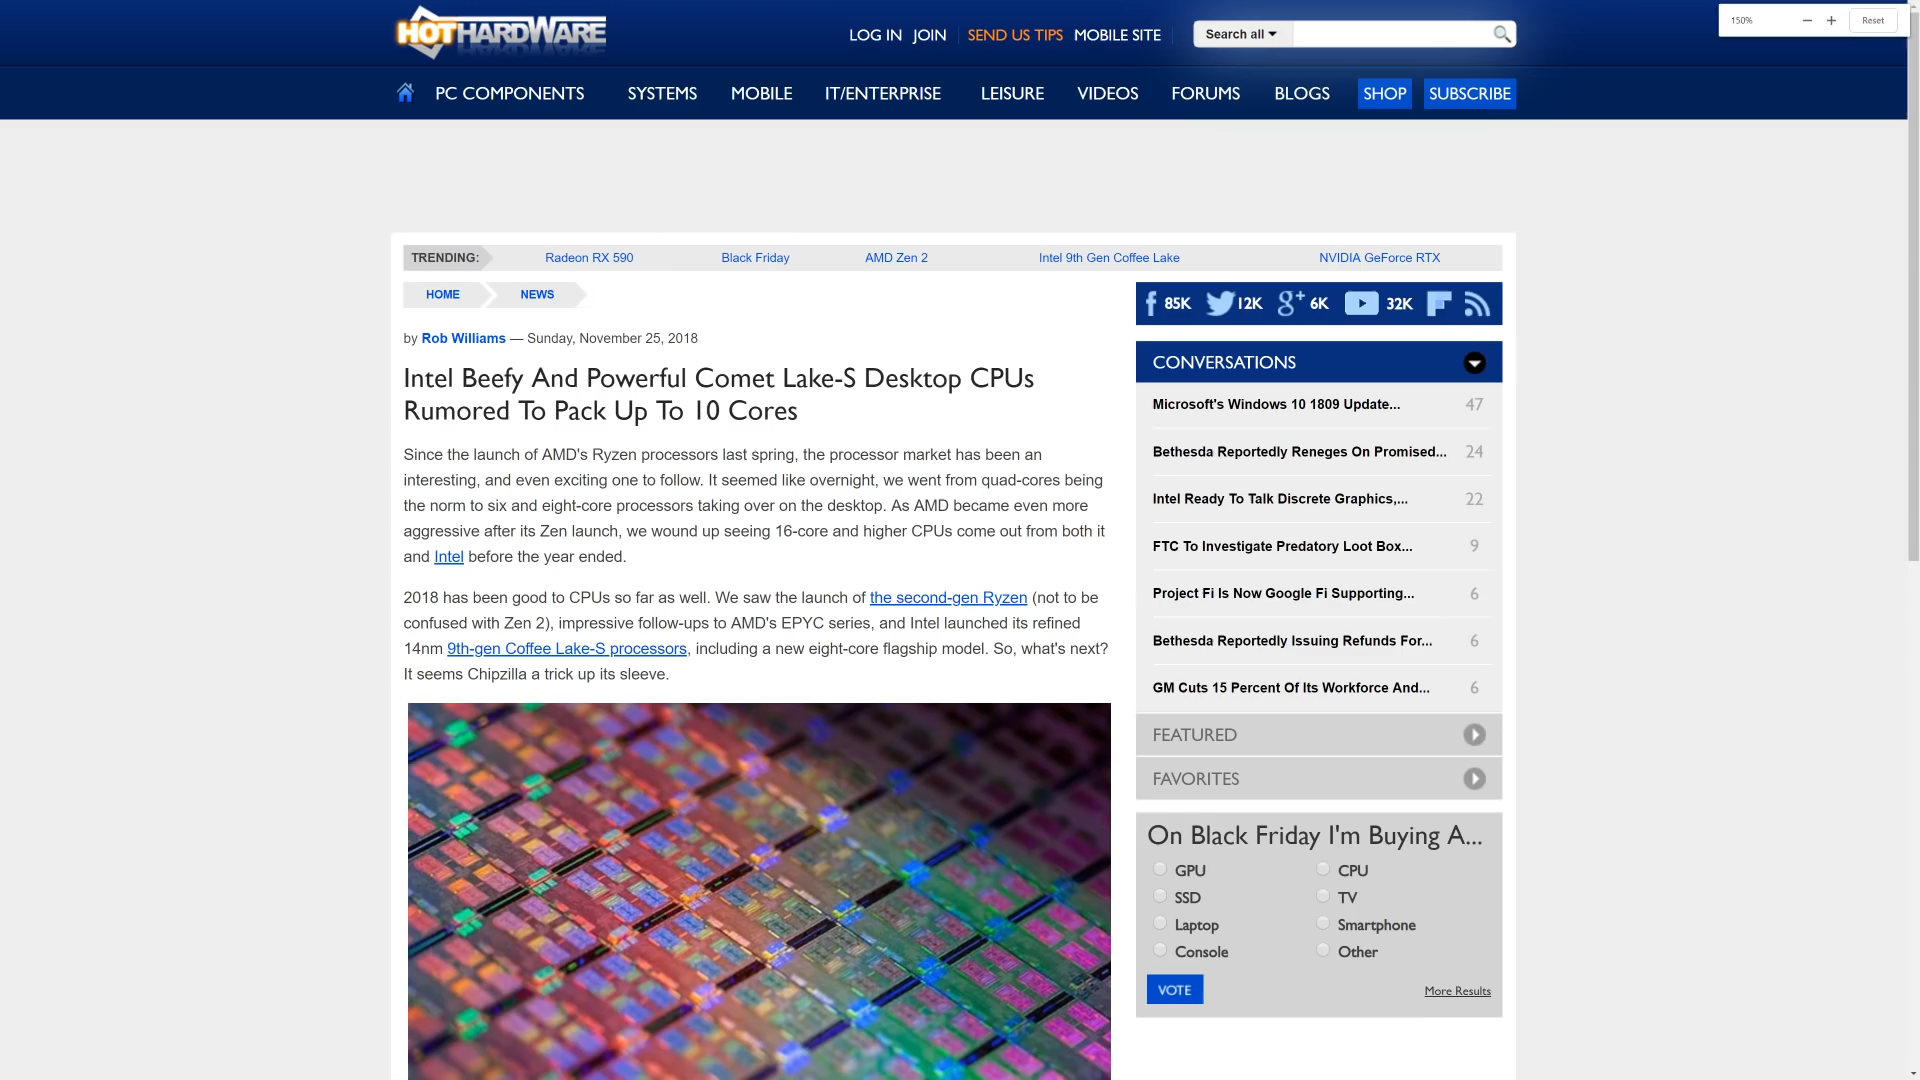 HOTHARDWARE
LOG IN JOIN SEND US TIPS MOBILE SITE Search all
150% − + Reset
PC COMPONENTS SYSTEMS MOBILE IT/ENTERPRISE LEISURE VIDEOS FORUMS BLOGS SHOP SUBSCRIBE
TRENDING: Radeon RX 590 Black Friday AMD Zen 2 Intel 9th Gen Coffee Lake NVIDIA GeForce RTX
HOME NEWS
by Rob Williams — Sunday, November 25, 2018
Intel Beefy And Powerful Comet Lake-S Desktop CPUs
Rumored To Pack Up To 10 Cores
Since the launch of AMD's Ryzen processors last spring, the processor market has been an
interesting, and even exciting one to follow. It seemed like overnight, we went from quad-cores being
the norm to six and eight-core processors taking over on the desktop. As AMD became even more
aggressive after its Zen launch, we wound up seeing 16-core and higher CPUs come out from both it
and Intel before the year ended.
2018 has been good to CPUs so far as well. We saw the launch of the second-gen Ryzen (not to be
confused with Zen 2), impressive follow-ups to AMD's EPYC series, and Intel launched its refined
14nm 9th-gen Coffee Lake-S processors, including a new eight-core flagship model. So, what's next?
It seems Chipzilla a trick up its sleeve.
f 85K 12K g+ 6K 32K
CONVERSATIONS
Microsoft's Windows 10 1809 Update... 47
Bethesda Reportedly Reneges On Promised... 24
Intel Ready To Talk Discrete Graphics,... 22
FTC To Investigate Predatory Loot Box... 9
Project Fi Is Now Google Fi Supporting... 6
Bethesda Reportedly Issuing Refunds For... 6
GM Cuts 15 Percent Of Its Workforce And... 6
FEATURED
FAVORITES
On Black Friday I'm Buying A...
GPU CPU
SSD TV
Laptop Smartphone
Console Other
VOTE More Results